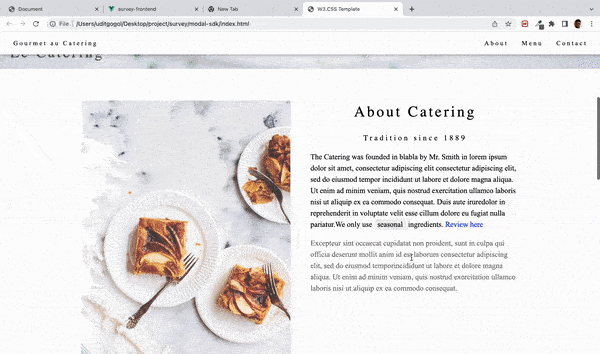 Document
survey-frontend
New Tab
W3.CSS Template
File
/Users/uditgogol/Desktop/project/survey/modal-sdk/index.html
Gourmet au Catering
About
Menu
Contact
Le Catering
About Catering
Tradition since 1889
The Catering was founded in blabla by Mr. Smith in lorem ipsum
dolor sit amet, consectetur adipiscing elit consectetur adipiscing elit,
sed do eiusmod tempor incididunt ut labore et dolore magna aliqua.
Ut enim ad minim veniam, quis nostrud exercitation ullamco laboris
nisi ut aliquip ex ea commodo consequat. Duis aute iruredolor in
reprehenderit in voluptate velit esse cillum dolore eu fugiat nulla
pariatur.We only use seasonal ingredients. Review here
Excepteur sint occaecat cupidatat non proident, sunt in culpa qui
officia deserunt mollit anim id est laborum consectetur adipiscing
elit, sed do eiusmod temporincididunt ut labore et dolore magna
aliqua. Ut enim ad minim veniam, quis nostrud exercitation ullamco
laboris nisi ut aliquip ex ea commodo consequat.